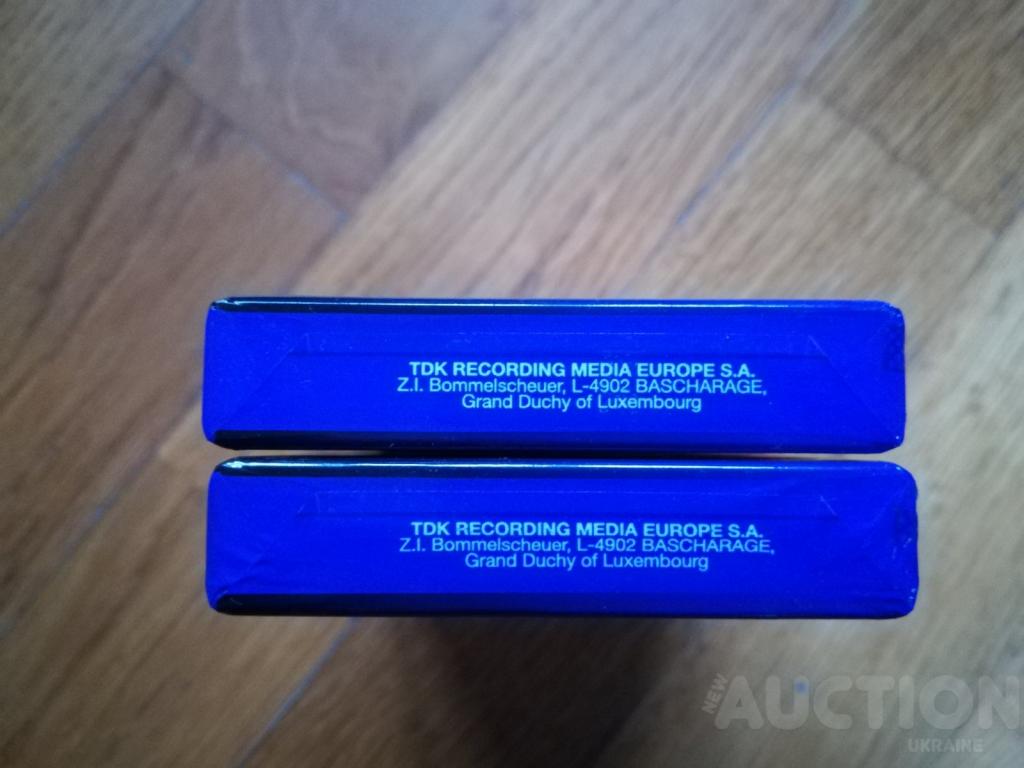 TDK RECORDING MEDIA EUROPE S.A.
Z.I. Bommelscheuer, L-4902 BASCHARAGE,
Grand Duchy of Luxembourg
TDK RECORDING MEDIA EUROPE S.A.
Z.I. Bommelscheuer, L-4902 BASCHARAGE,
Grand Duchy of Luxembourg
NEW AUCTION
UKRAINE